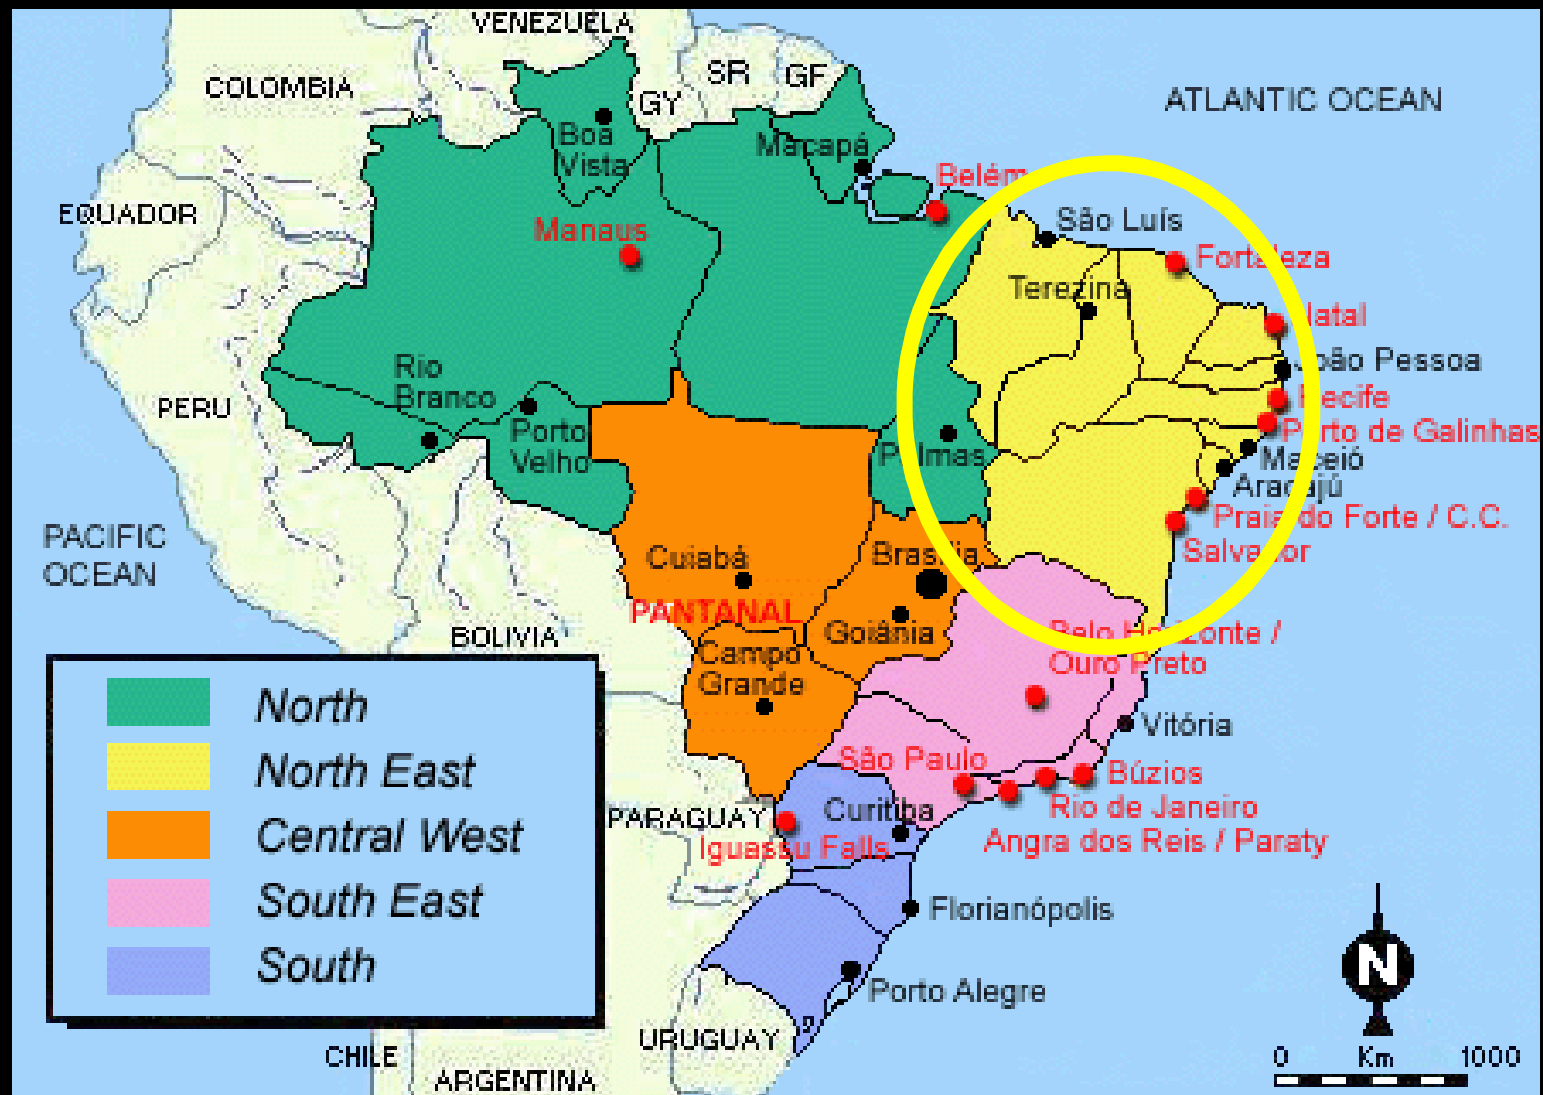 VENEZUELA
COLOMBIA
SR
GF
GY
ATLANTIC OCEAN
Boa
Vista
Macapá
Belém
EQUADOR
São Luís
Manaus
Fortaleza
Terezina
Natal
João Pessoa
Rio
Branco
PERU
Recife
Porto
Velho
Porto de Galinhas
Palmas
Maceió
Aracajú
Praia do Forte / C.C.
PACIFIC
OCEAN
Salvador
Cuiabá
Brasília
PANTANAL
BOLIVIA
Goiânia
Belo Horizonte /
Ouro Preto
Campo
Grande
North
Vitória
North East
São Paulo
Búzios
Rio de Janeiro
PARAGUAY
Curitiba
Iguassu Falls
Angra dos Reis / Paraty
Central West
South East
Florianópolis
South
N
Porto Alegre
URUGUAY
CHILE
ARGENTINA
0 Km 1000